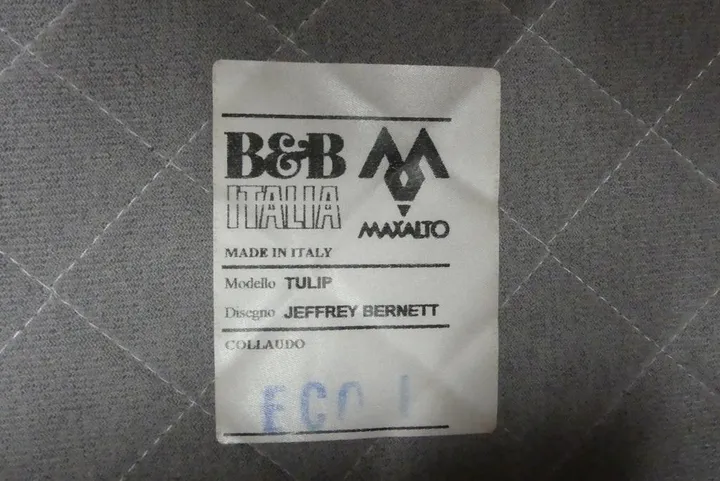 B&B
ITALIA
MAXALTO
MADE IN ITALY
Modello TULIP
Disegno JEFFREY BERNETT
COLLAUDO